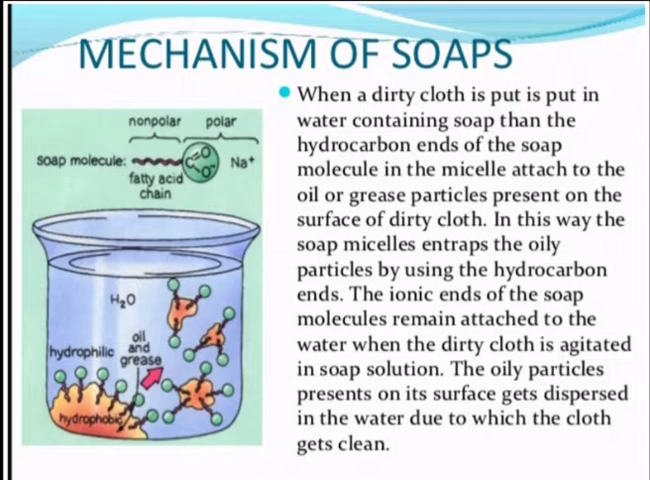 MECHANISM OF SOAPS
nonpolar polar
soap molecule: C O O⁻ Na⁺
fatty acid
chain
H₂O
oil
and
grease
hydrophilic
hydrophobic
When a dirty cloth is put is put in
water containing soap than the
hydrocarbon ends of the soap
molecule in the micelle attach to the
oil or grease particles present on the
surface of dirty cloth. In this way the
soap micelles entraps the oily
particles by using the hydrocarbon
ends. The ionic ends of the soap
molecules remain attached to the
water when the dirty cloth is agitated
in soap solution. The oily particles
presents on its surface gets dispersed
in the water due to which the cloth
gets clean.